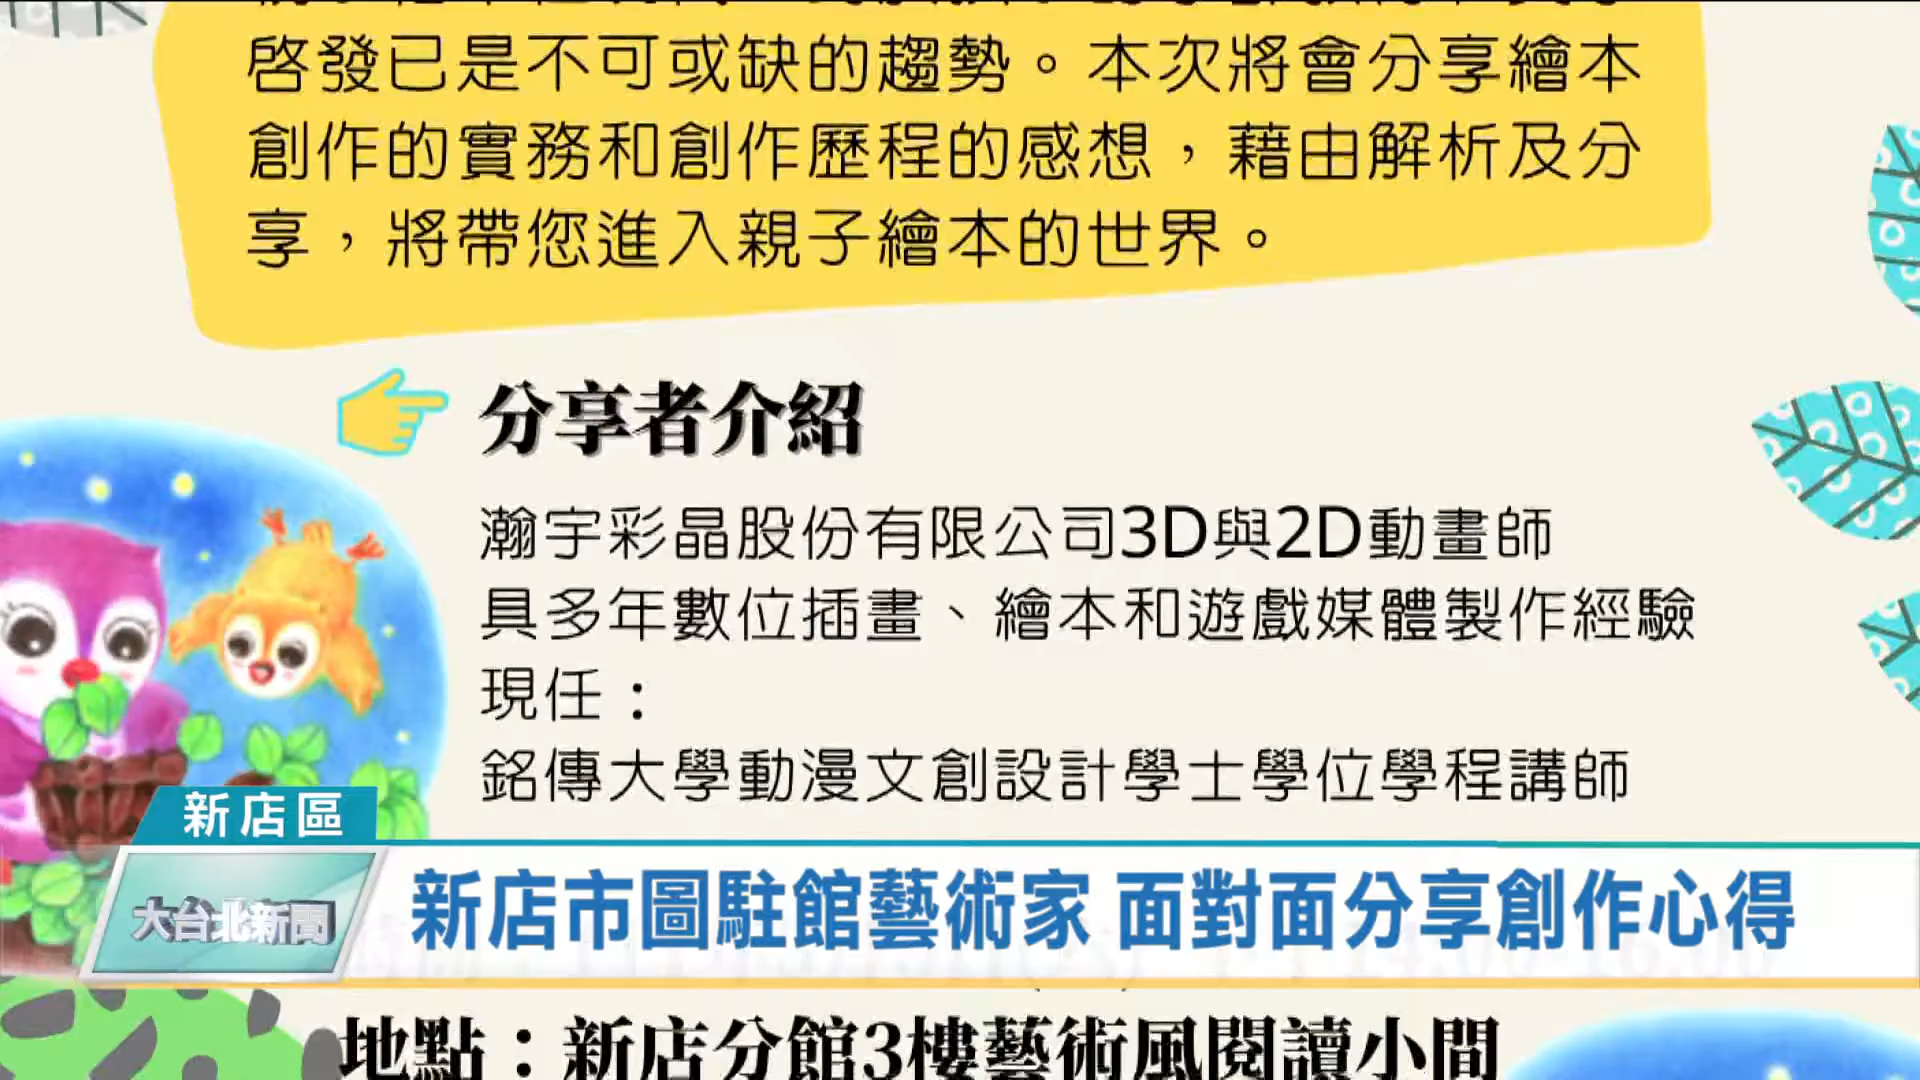 啓發已是不可或缺的趨勢。本次將會分享繪本
創作的實務和創作歷程的感想，藉由解析及分
享，將帶您進入親子繪本的世界。
分享者介紹
瀚宇彩晶股份有限公司3D與2D動畫師
具多年數位插畫、繪本和遊戲媒體製作經驗
現任：
銘傳大學動漫文創設計學士學位學程講師
新店區
大台北新聞
新店市圖駐館藝術家 面對面分享創作心得
地點：新店分館3樓藝術風閱讀小間